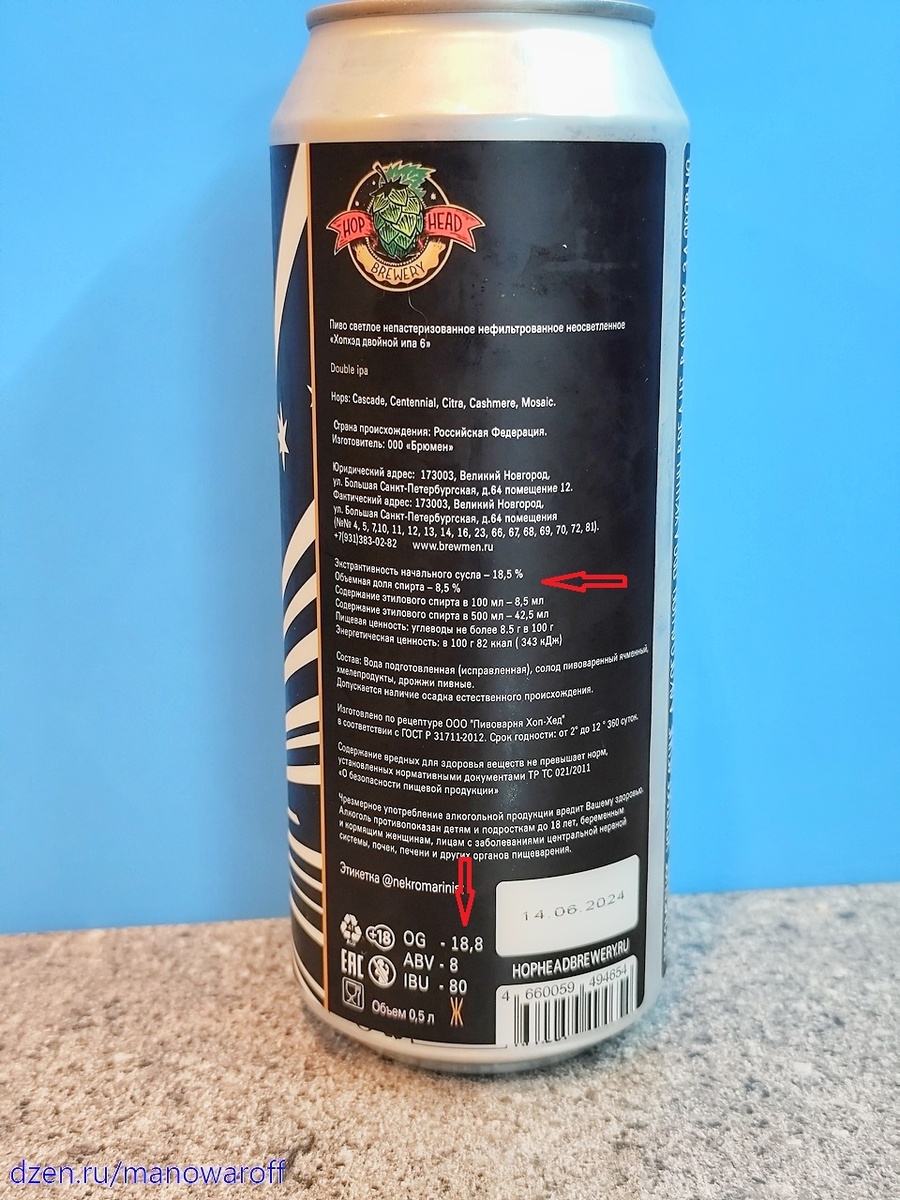 HOP HEAD
BREWERY
Пиво светлое непастеризованное нефильтрованное неосветленное
«Хопхэд двойной ипа 6»
Double ipa
Hops: Cascade, Centennial, Citra, Cashmere, Mosaic.
Страна происхождения: Российская Федерация.
Изготовитель: ООО «Брюмен»
Юридический адрес: 173003, Великий Новгород,
ул. Большая Санкт-Петербургская, д.64 помещение 12.
Фактический адрес: 173003, Великий Новгород,
ул. Большая Санкт-Петербургская, д.64 помещения
(№№ 4, 5, 7,10, 11, 12, 13, 14, 16, 23, 66, 67, 68, 69, 70, 72, 81).
+7(931)383-02-82 www.brewmen.ru
Экстрактивность начального сусла – 18,5 %
Объемная доля спирта – 8,5 %
Содержание этилового спирта в 100 мл – 8,5 мл
Содержание этилового спирта в 500 мл – 42,5 мл
Пищевая ценность: углеводы не более 8.5 г в 100 г
Энергетическая ценность: в 100 г 82 ккал ( 343 кДж)
Состав: Вода подготовленная (исправленная), солод пивоваренный ячменный,
хмелепродукты, дрожжи пивные.
Допускается наличие осадка естественного происхождения.
Изготовлено по рецептуре ООО "Пивоварня Хоп-Хед"
в соответствии с ГОСТ Р 31711-2012. Срок годности: от 2° до 12 ° 360 суток.
Содержание вредных для здоровья веществ не превышает норм,
установленных нормативными документами ТР ТС 021/2011
«О безопасности пищевой продукции»
Чрезмерное употребление алкогольной продукции вредит Вашему здоровью.
Алкоголь противопоказан детям и подросткам до 18 лет, беременным
и кормящим женщинам, лицам с заболеваниями центральной нервной
системы, почек, печени и других органов пищеварения.
Этикетка
14.06.2024
+18 OG - 18,8
ABV - 8
EAC IBU - 80
Объем 0,5 л Ж
HOPHEADBREWERY.RU
4 660059 494654
dzen.ru/manowaroff